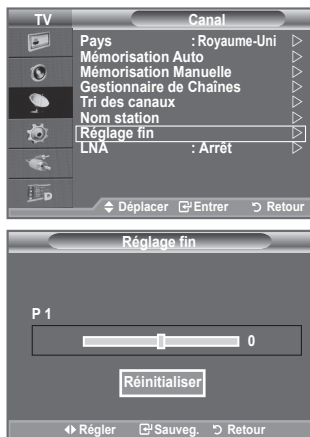 TV Canal
Pays : Royaume-Uni
Mémorisation Auto
Mémorisation Manuelle
Gestionnaire de Chaînes
Tri des canaux
Nom station
Réglage fin
LNA : Arrêt
Déplacer Entrer Retour
Réglage fin
P 1
0
Réinitialiser
Régler Sauveg. Retour